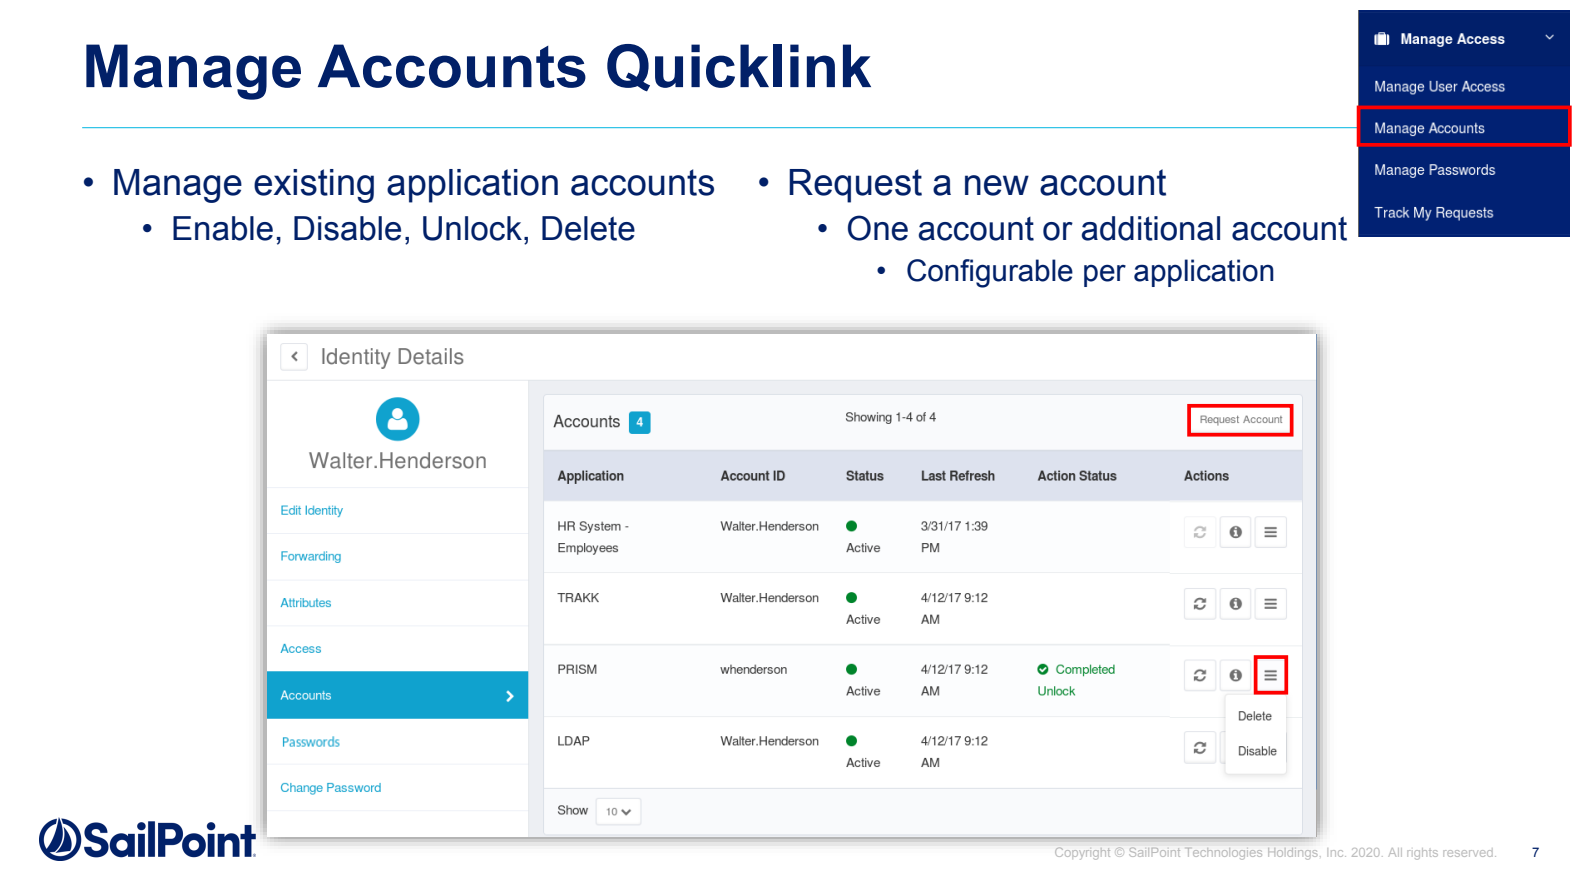 Manage Accounts Quicklink
Manage Access
Manage User Access
Manage Accounts
Manage Passwords
Track My Requests
• Manage existing application accounts
• Enable, Disable, Unlock, Delete
• Request a new account
• One account or additional account
• Configurable per application
Identity Details
Walter.Henderson
Edit Identity
Forwarding
Attributes
Access
Accounts
Passwords
Change Password
Accounts 4 Showing 1-4 of 4 Request Account
Application Account ID Status Last Refresh Action Status Actions
HR System - Walter.Henderson 3/31/17 1:39
Employees Active PM
TRAKK Walter.Henderson 4/12/17 9:12
Active AM
PRISM whenderson 4/12/17 9:12 Completed
Active AM Unlock
Delete
Disable
LDAP Walter.Henderson 4/12/17 9:12
Active AM
Show 10
SailPoint
Copyright © SailPoint Technologies Holdings, Inc. 2020. All rights reserved. 7